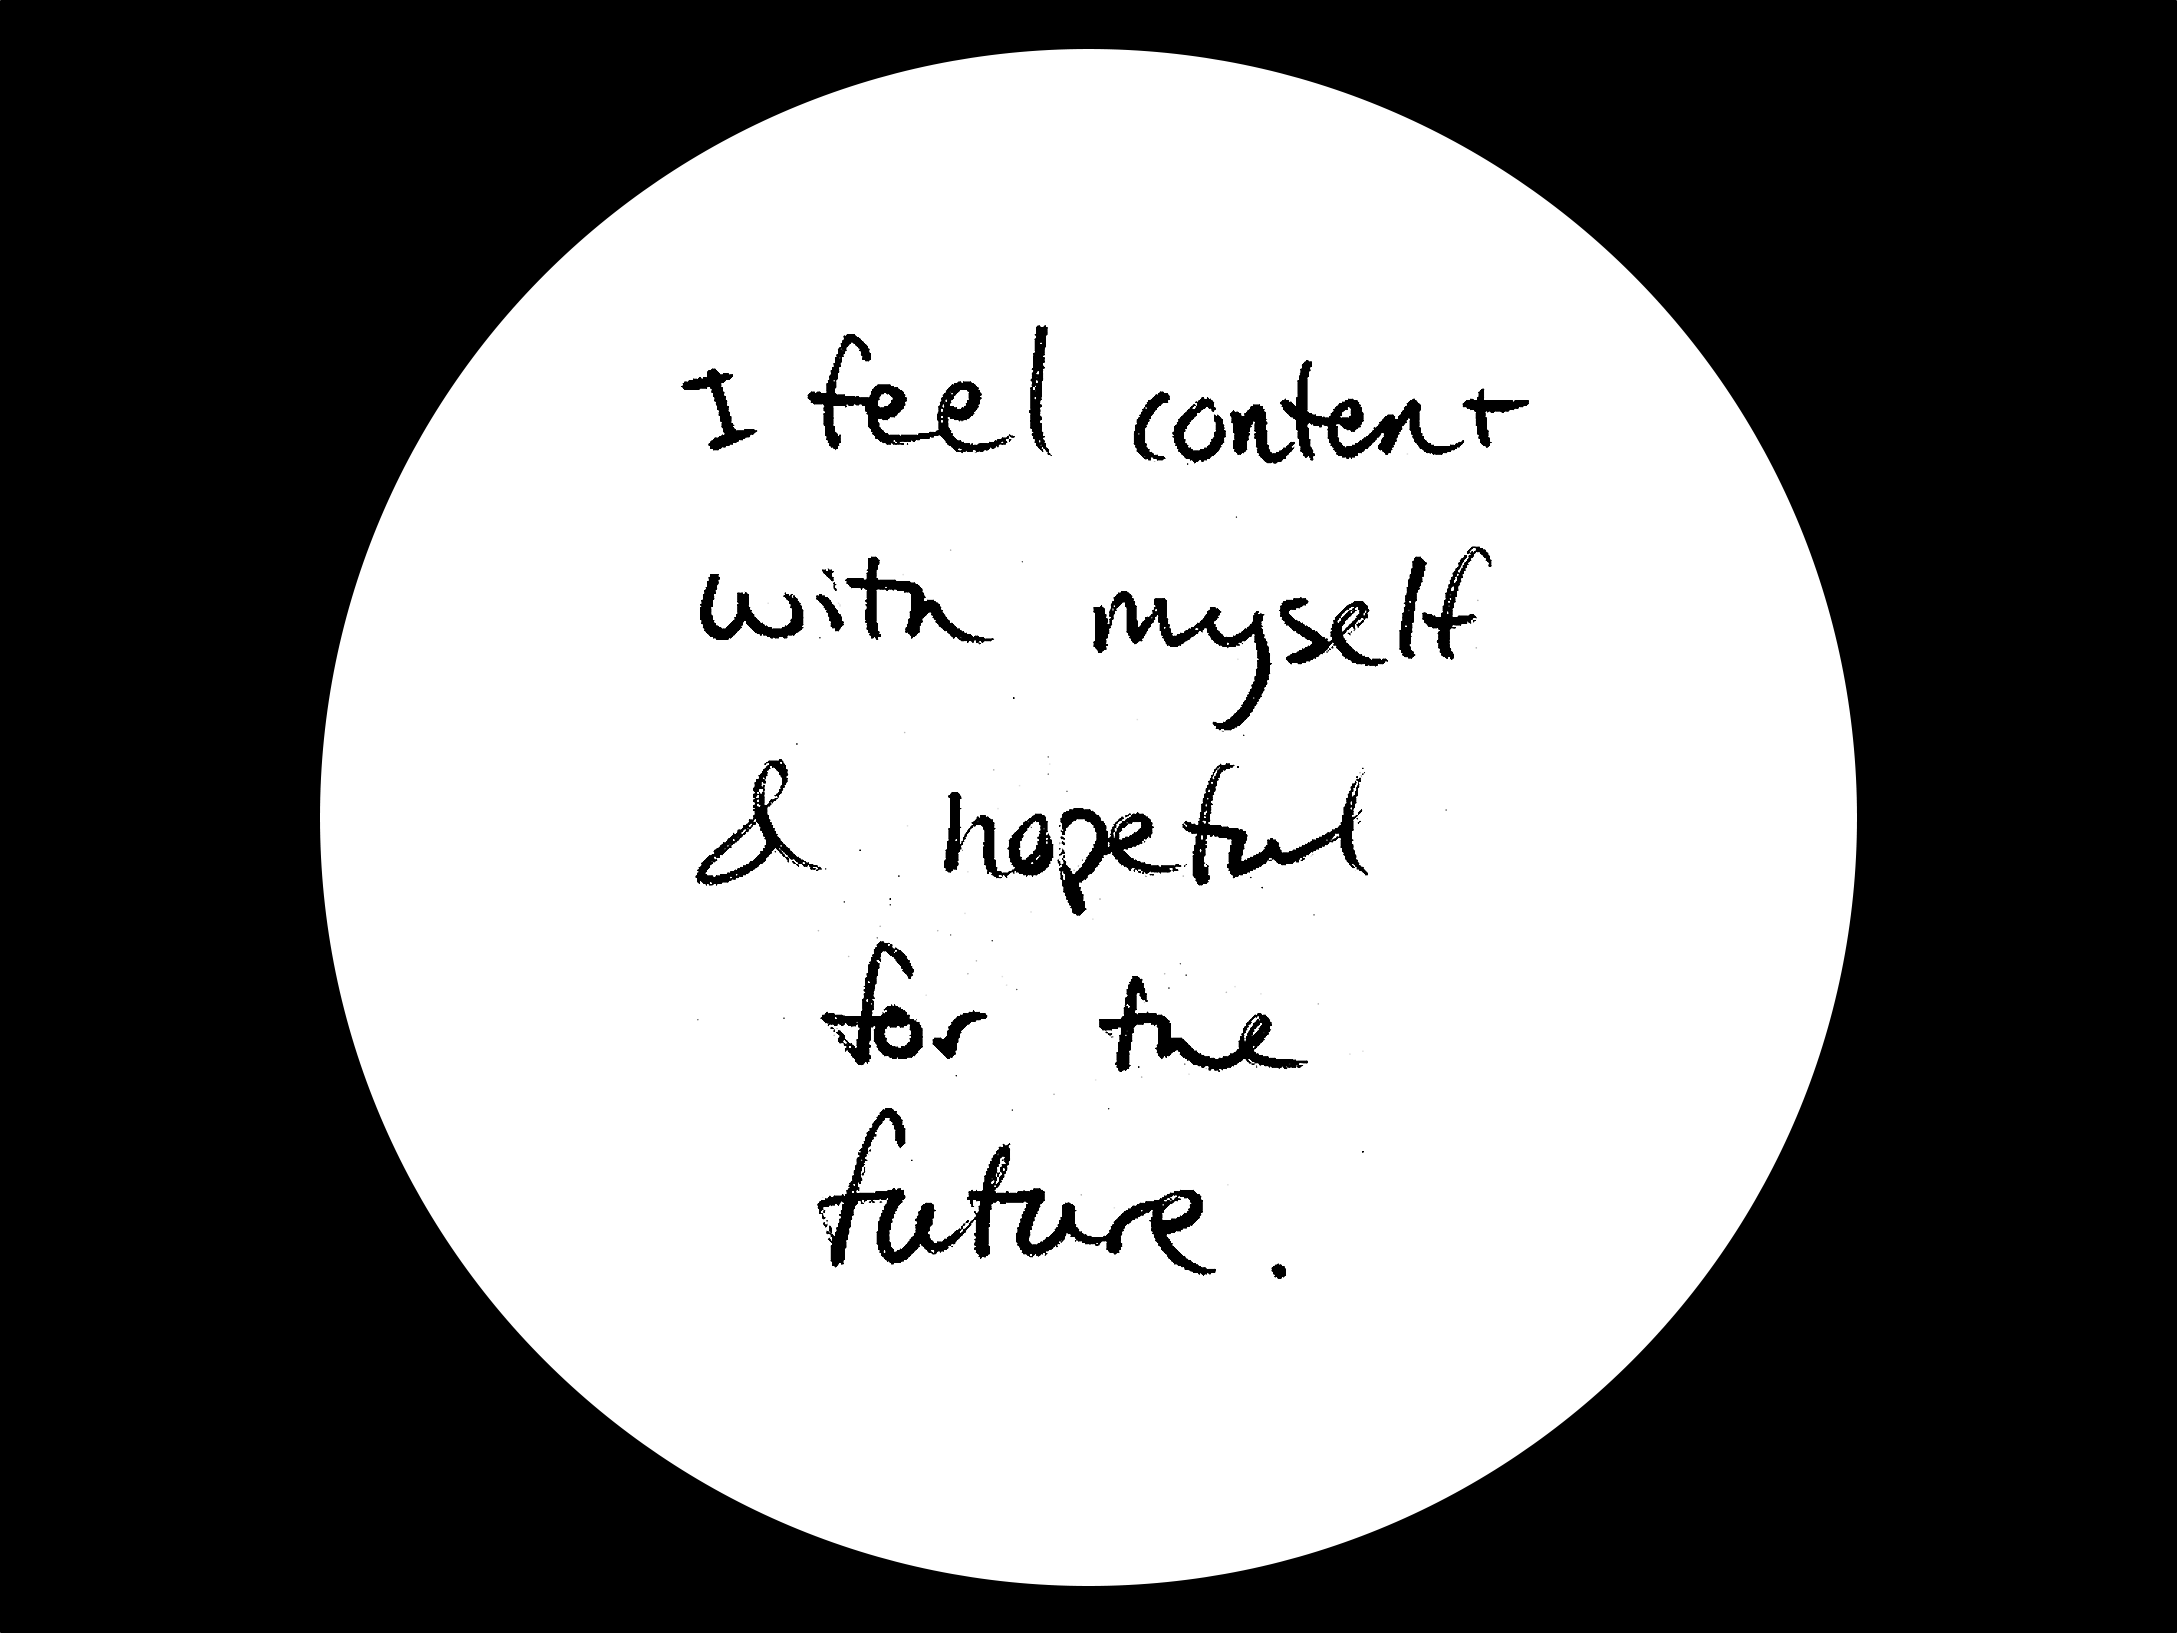 I feel content
with myself
& hopeful
for the
future.